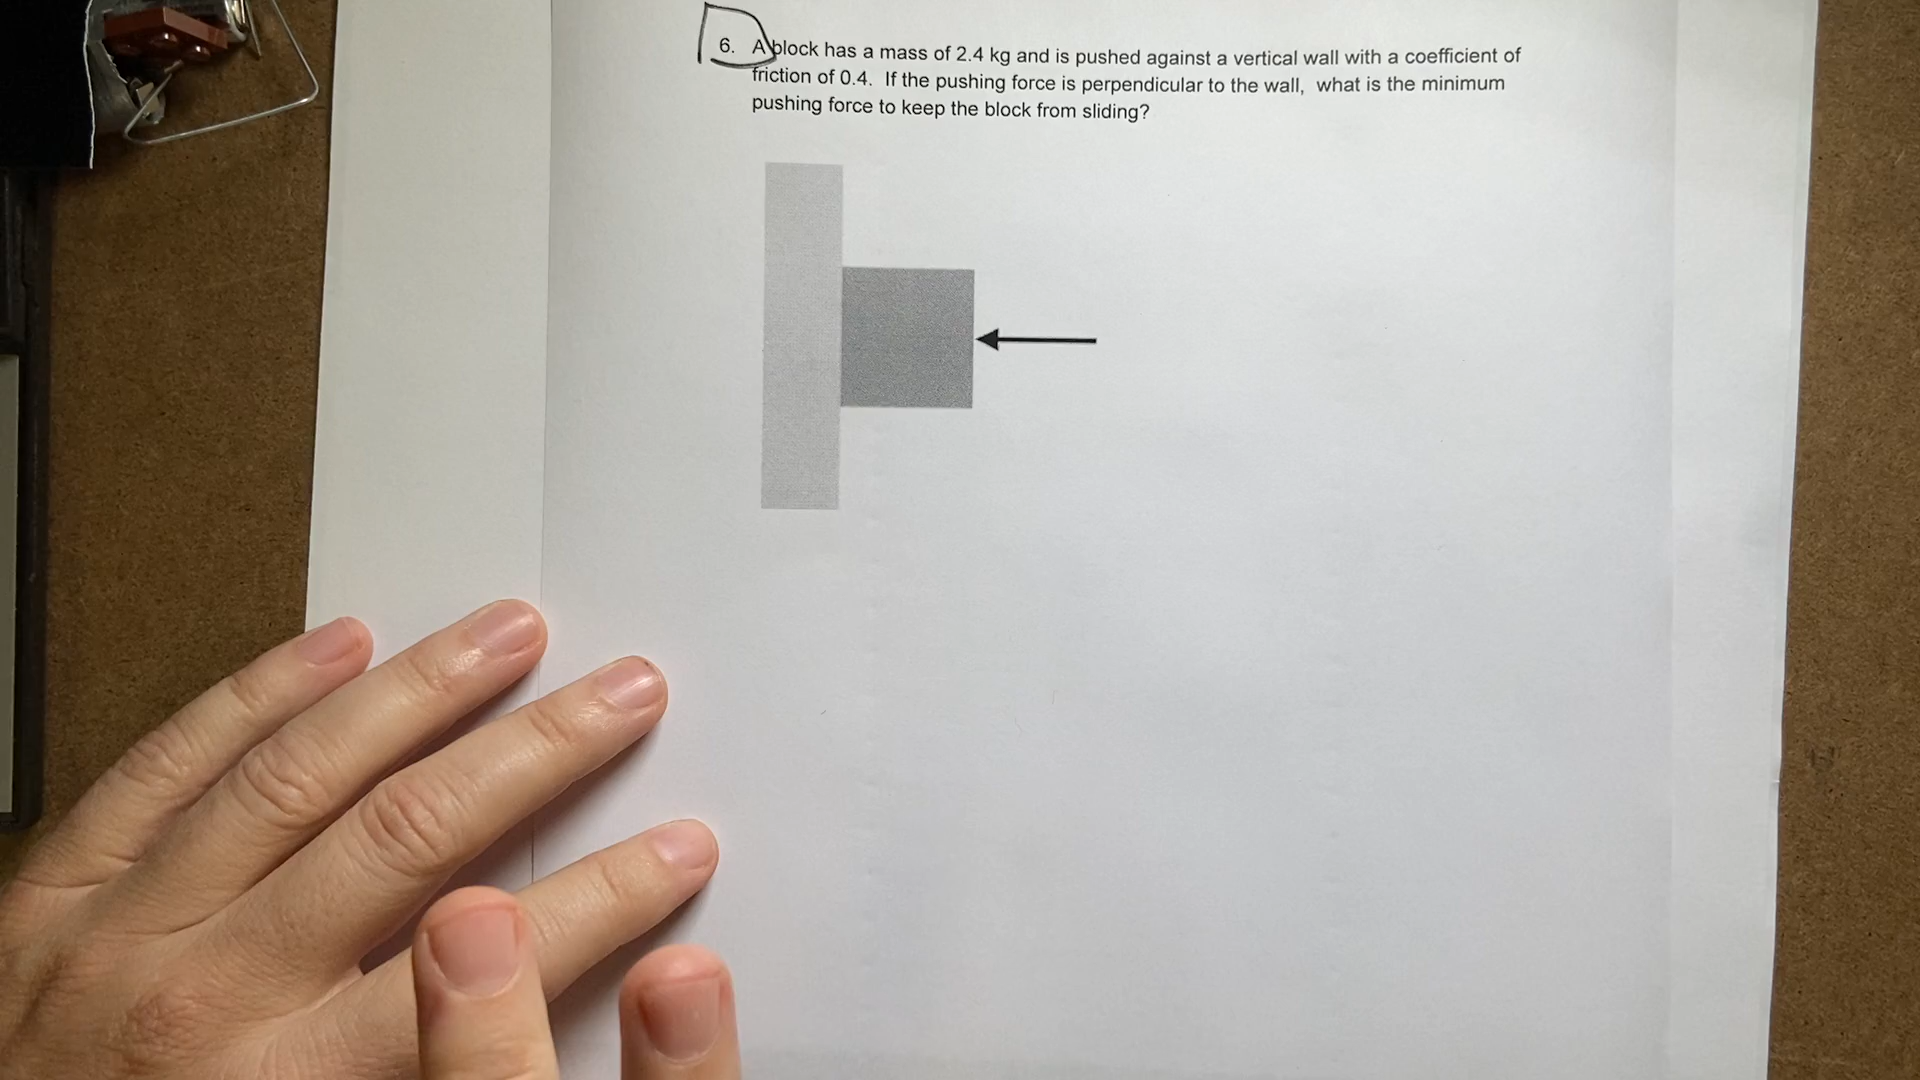 6. A block has a mass of 2.4 kg and is pushed against a vertical wall with a coefficient of
friction of 0.4. If the pushing force is perpendicular to the wall, what is the minimum
pushing force to keep the block from sliding?